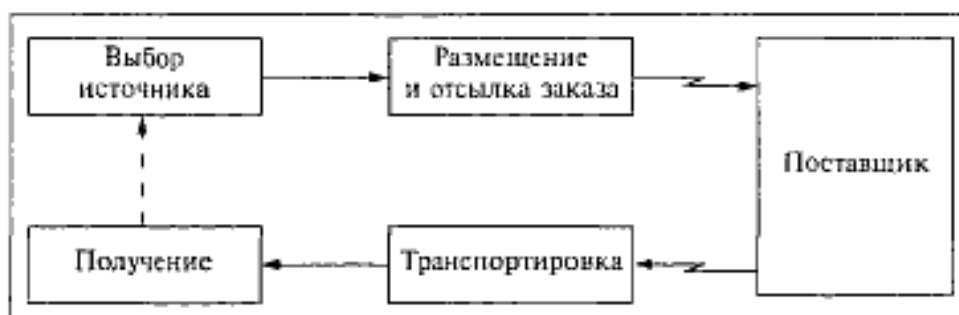 Выбор
источника
Размещение
и отсылка заказа
Поставщик
Получение
Транспортировка